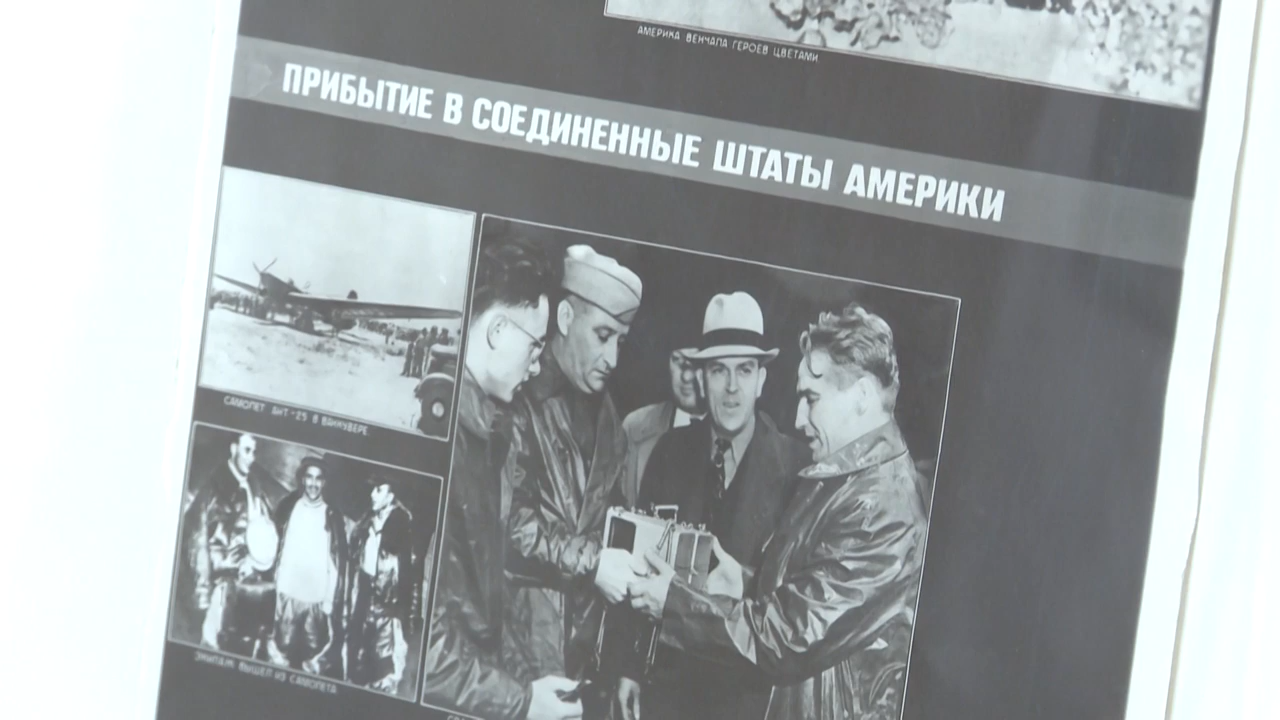 АМЕРИКА ВЕНЧАЛА ГЕРОЕВ ЦВЕТАМИ.
ПРИБЫТИЕ В СОЕДИНЕННЫЕ ШТАТЫ АМЕРИКИ
САМОЛЕТ АНТ-25 В ВАНКУВЕРЕ.
ЭКИПАЖ ВЫШЕЛ ИЗ САМОЛЕТА